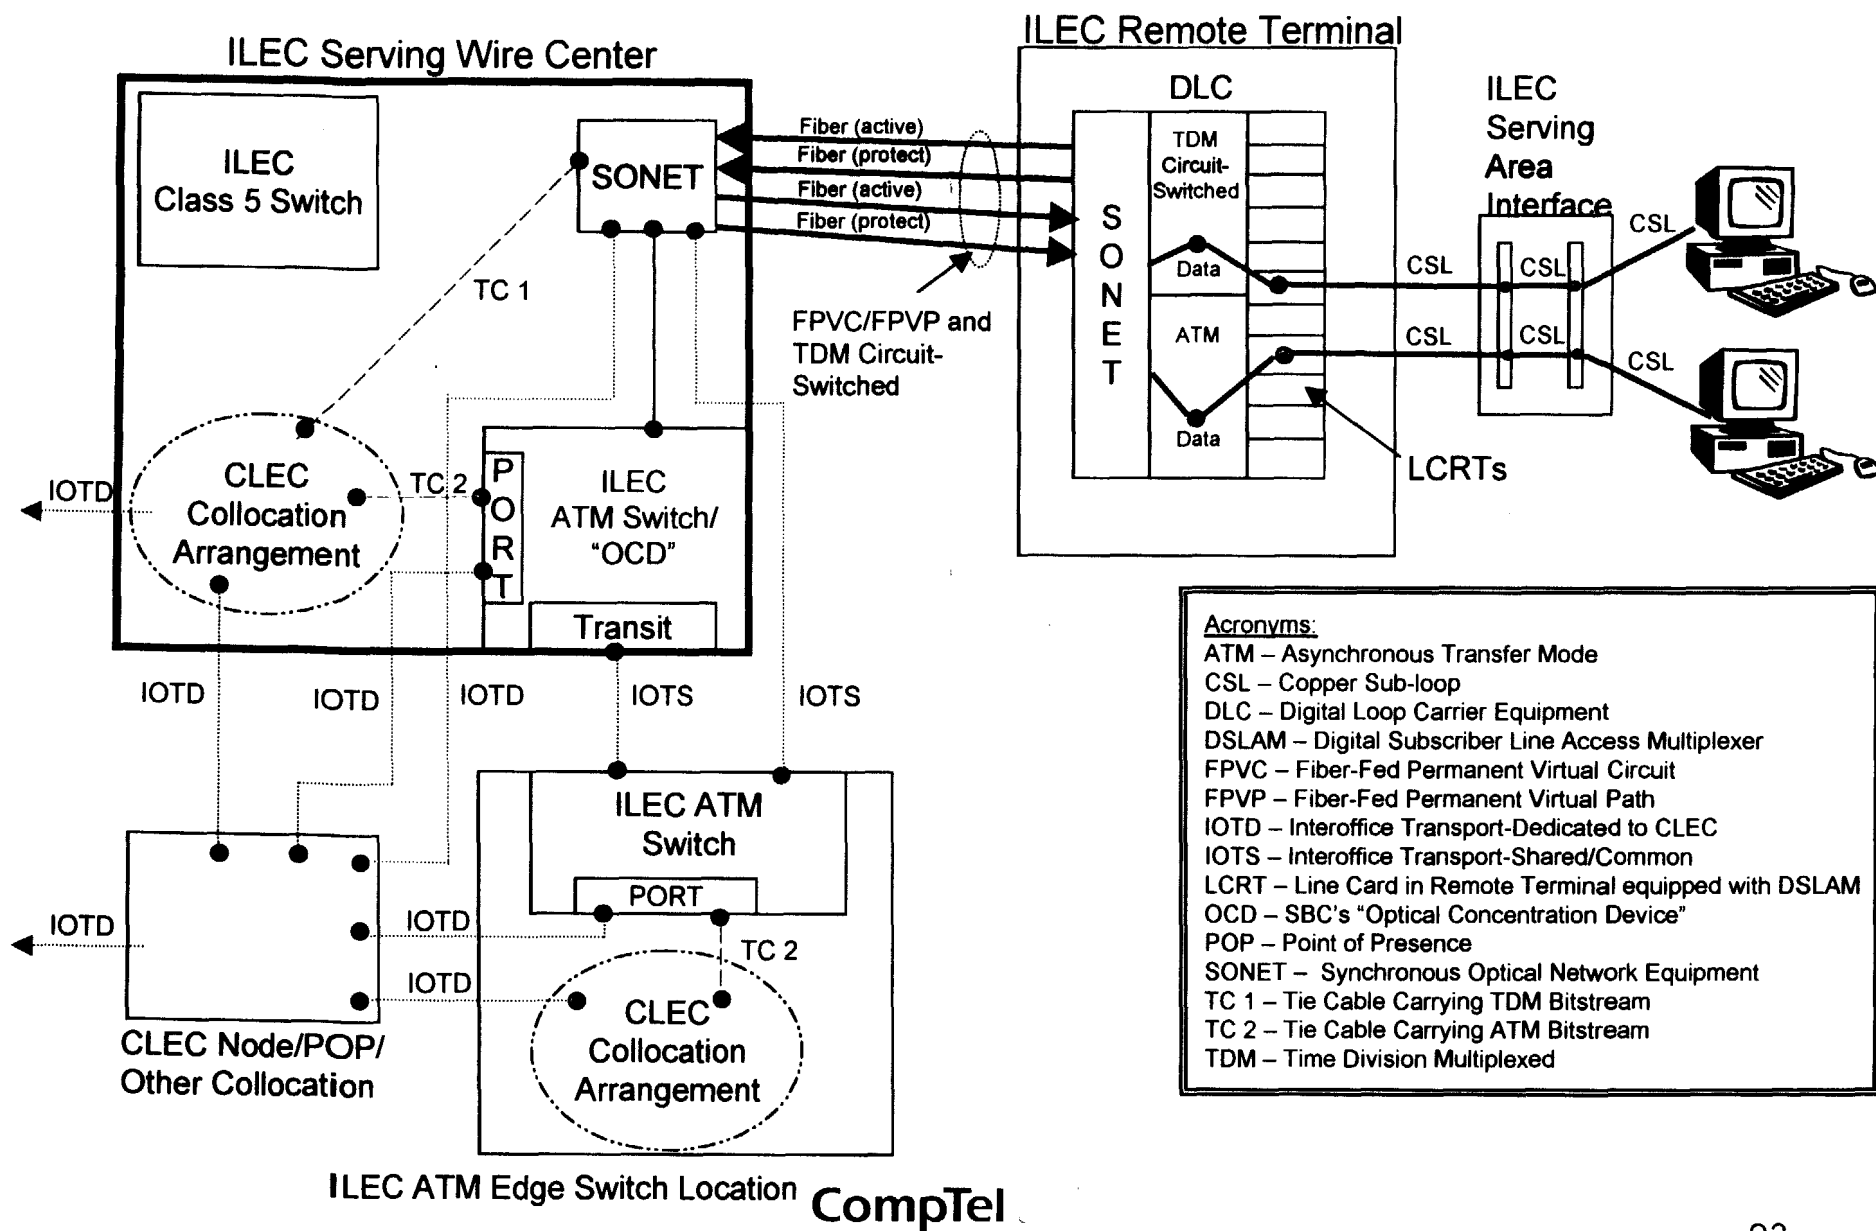 ILEC Remote Terminal
ILEC Serving Wire Center
DLC
ILEC
Serving
Area
Interface
ILEC
Class 5 Switch
SONET
Fiber (active)
Fiber (protect)
Fiber (active)
Fiber (protect)
TDM
Circuit-
Switched
S
O
N
E
T
Data
ATM
Data
CSL
CSL
CSL
CSL
CSL
CSL
TC 1
FPVC/FPVP and
TDM Circuit-
Switched
LCRTs
IOTD
CLEC
Collocation
Arrangement
TC 2
P
O
R
T
ILEC
ATM Switch/
“OCD”
Transit
IOTD
IOTD
IOTD
IOTS
IOTS
ILEC ATM
Switch
PORT
IOTD
IOTD
TC 2
IOTD
CLEC
Collocation
Arrangement
CLEC Node/POP/
Other Collocation
ILEC ATM Edge Switch Location
CompTel
Acronyms:
ATM – Asynchronous Transfer Mode
CSL – Copper Sub-loop
DLC – Digital Loop Carrier Equipment
DSLAM – Digital Subscriber Line Access Multiplexer
FPVC – Fiber-Fed Permanent Virtual Circuit
FPVP – Fiber-Fed Permanent Virtual Path
IOTD – Interoffice Transport-Dedicated to CLEC
IOTS – Interoffice Transport-Shared/Common
LCRT – Line Card in Remote Terminal equipped with DSLAM
OCD – SBC's “Optical Concentration Device”
POP – Point of Presence
SONET – Synchronous Optical Network Equipment
TC 1 – Tie Cable Carrying TDM Bitstream
TC 2 – Tie Cable Carrying ATM Bitstream
TDM – Time Division Multiplexed